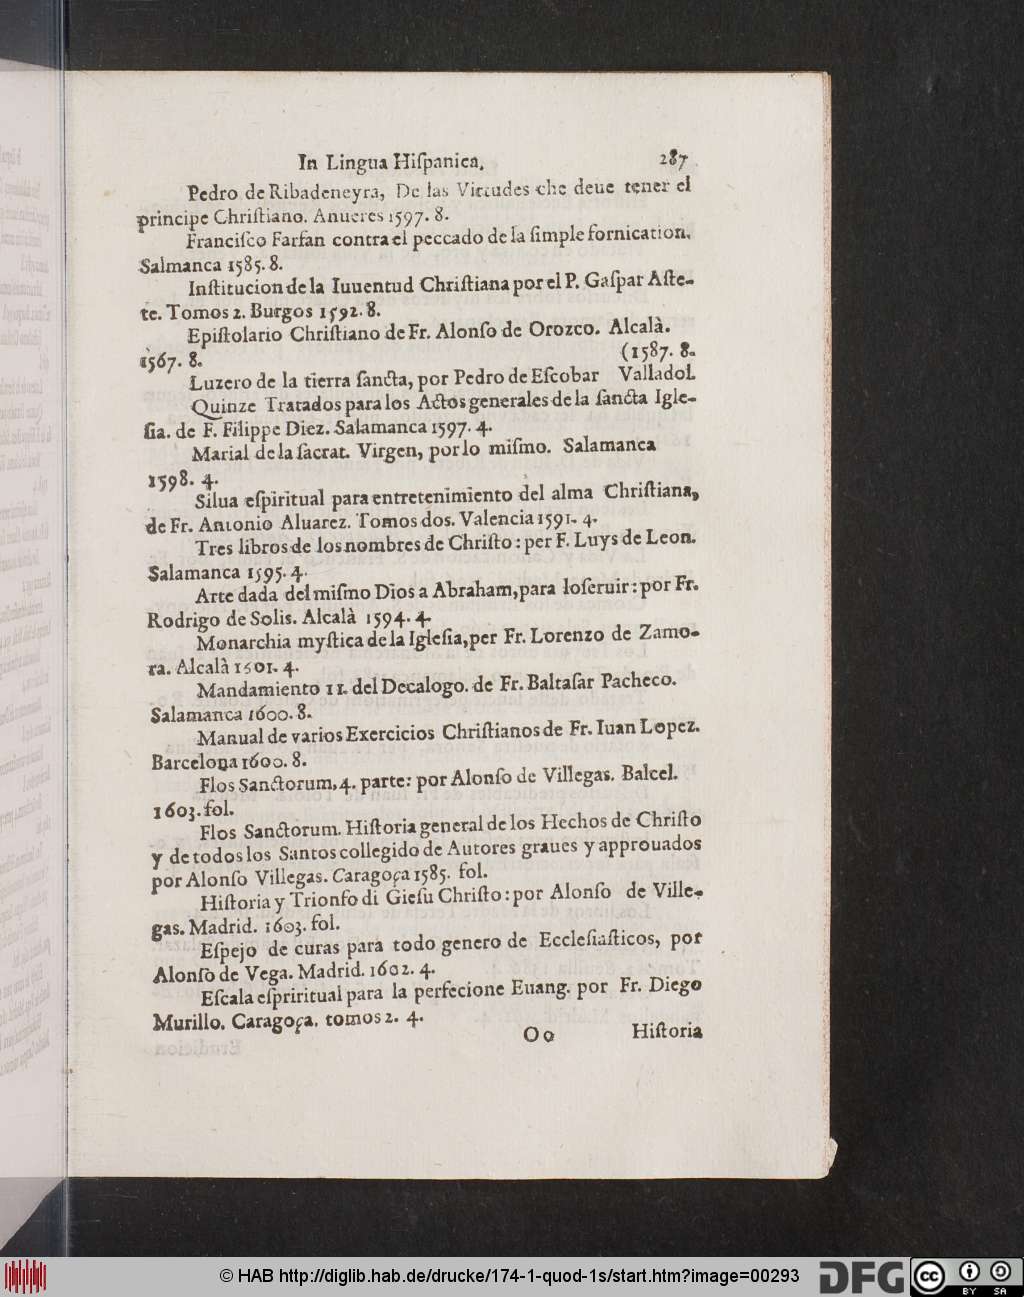 In Lingua Hiſpanica. 287
Pedro de Ribadeneyra, De las Virtudes che deue tener el
principe Chriſtiano. Anueres 1597. 8.
Franciſco Farfan contra el peccado de la ſimple fornication.
Salmanca 1585. 8.
Inſtitucion de la Iuuentud Chriſtiana por el P. Gaſpar Aſte-
te. Tomos 2. Burgos 1592. 8.
Epiſtolario Chriſtiano de Fr. Alonſo de Orozco. Alcalà.
1567. 8. (1587. 8.
Luzero de la tierra ſancta, por Pedro de Eſcobar Valladol.
Quinze Tratados para los Actos generales de la ſancta Igle-
ſia. de F. Filippe Diez. Salamanca 1597. 4.
Marial de la ſacrat. Virgen, por lo miſmo. Salamanca
1598. 4.
Silua eſpiritual para entretenimiento del alma Chriſtiana,
de Fr. Antonio Aluarez. Tomos dos. Valencia 1591. 4.
Tres libros de los nombres de Chriſto: per F. Luys de Leon.
Salamanca 1595. 4.
Arte dada del miſmo Dios a Abraham, para loſeruir: por Fr.
Rodrigo de Solis. Alcalà 1594. 4.
Monarchia myſtica de la Igleſia, per Fr. Lorenzo de Zamo-
ra. Alcalà 1601. 4.
Mandamiento 11. del Decalogo. de Fr. Baltaſar Pacheco.
Salamanca 1600. 8.
Manual de varios Exercicios Chriſtianos de Fr. Iuan Lopez.
Barcelona 1600. 8.
Flos Sanctorum, 4. parte: por Alonſo de Villegas. Balcel.
1603. fol.
Flos Sanctorum. Hiſtoria general de los Hechos de Chriſto
y de todos los Santos collegido de Autores graues y approuados
por Alonſo Villegas. Caragoça 1585. fol.
Hiſtoria y Trionfo di Gieſu Chriſto: por Alonſo de Ville-
gas. Madrid. 1603. fol.
Eſpejo de curas para todo genero de Eccleſiaſticos, por
Alonſo de Vega. Madrid. 1602. 4.
Eſcala eſpriritual para la perfecione Euang. por Fr. Diego
Murillo. Caragoça. tomos 2. 4.
Oo Hiſtoria
© HAB http://diglib.hab.de/drucke/174-1-quod-1s/start.htm?image=00293 DFG cc BY SA